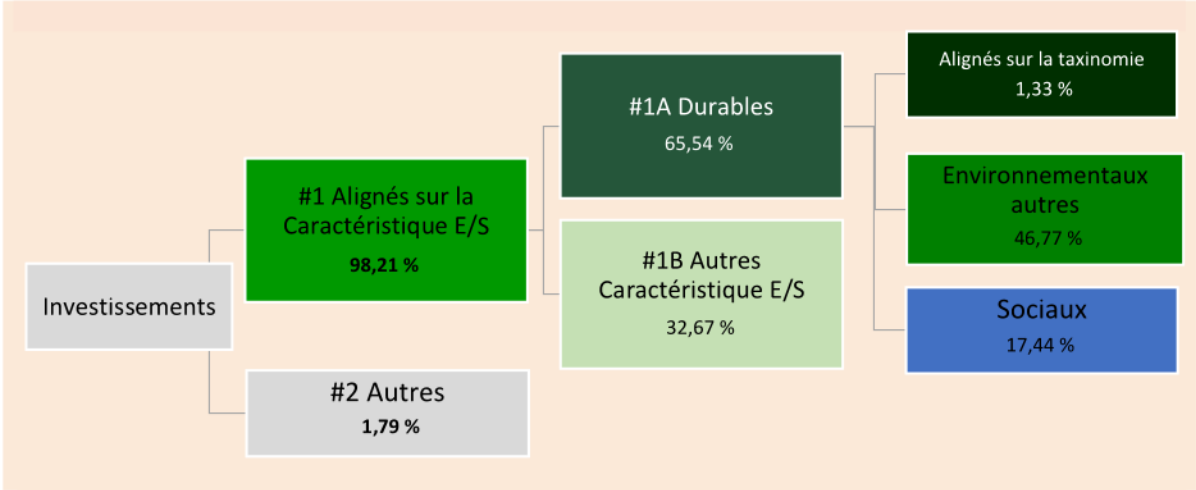 Investissements
#1 Alignés sur la
Caractéristique E/S
98,21 %
#2 Autres
1,79 %
#1A Durables
65,54 %
#1B Autres
Caractéristique E/S
32,67 %
Alignés sur la taxinomie
1,33 %
Environnementaux
autres
46,77 %
Sociaux
17,44 %